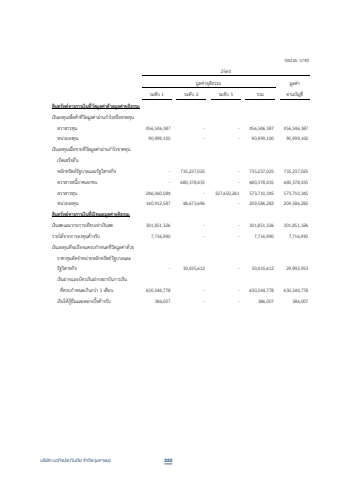 (หน่วย: บาท)
2561
มูลค่ายุติธรรม มูลค่า
ระดับ 1 ระดับ 2 ระดับ 3 รวม ตามบัญชี
สินทรัพย์ทางการเงินที่วัดมูลค่าด้วยมูลค่ายุติธรรม
เงินลงทุนเพื่อค้าที่วัดมูลค่าผ่านกำไรหรือขาดทุน
ตราสารทุน 456,546,387 - - 456,546,387 456,546,387
หน่วยลงทุน 90,999,100 - - 90,999,100 90,999,100
เงินลงทุนเผื่อขายที่วัดมูลค่าผ่านกำไรขาดทุน
เบ็ดเสร็จอื่น
หลักทรัพย์รัฐบาลและรัฐวิสาหกิจ - 735,237,025 - 735,237,025 735,237,025
ตราสารหนี้ภาคเอกชน - 680,378,835 - 680,378,835 680,378,835
ตราสารทุน 246,060,084 - 327,650,261 573,710,345 573,710,345
หน่วยลงทุน 160,912,587 48,673,695 - 209,586,282 209,586,282
สินทรัพย์ทางการเงินที่เปิดเผยมูลค่ายุติธรรม
เงินสดและรายการเทียบเท่าเงินสด 301,851,326 - - 301,851,326 301,851,326
รายได้จากการลงทุนค้างรับ 7,716,990 - - 7,716,990 7,716,990
เงินลงทุนที่จะถือจนครบกำหนดที่วัดมูลค่าด้วย
ราคาทุนตัดจำหน่ายหลักทรัพย์รัฐบาลและ
รัฐวิสาหกิจ - 30,035,612 - 30,035,612 29,992,953
เงินฝากและบัตรเงินฝากสถาบันการเงิน
ที่ครบกำหนดเกินกว่า 3 เดือน 630,544,778 - - 630,544,778 630,544,778
เงินให้กู้ยืมและดอกเบี้ยค้างรับ 386,007 - - 386,007 386,007
บริษัท นวกิจประกันภัย จำกัด (มหาชน) 222